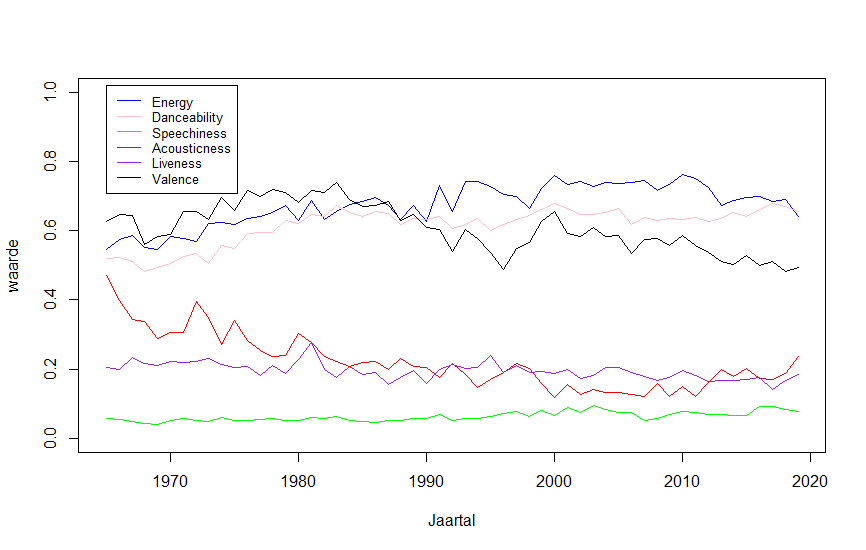 Energy
Danceability
Speechiness
Acousticness
Liveness
Valence
1.0
0.8
0.6
0.4
0.2
0.0
waarde
1970 1980 1990 2000 2010 2020
Jaartal